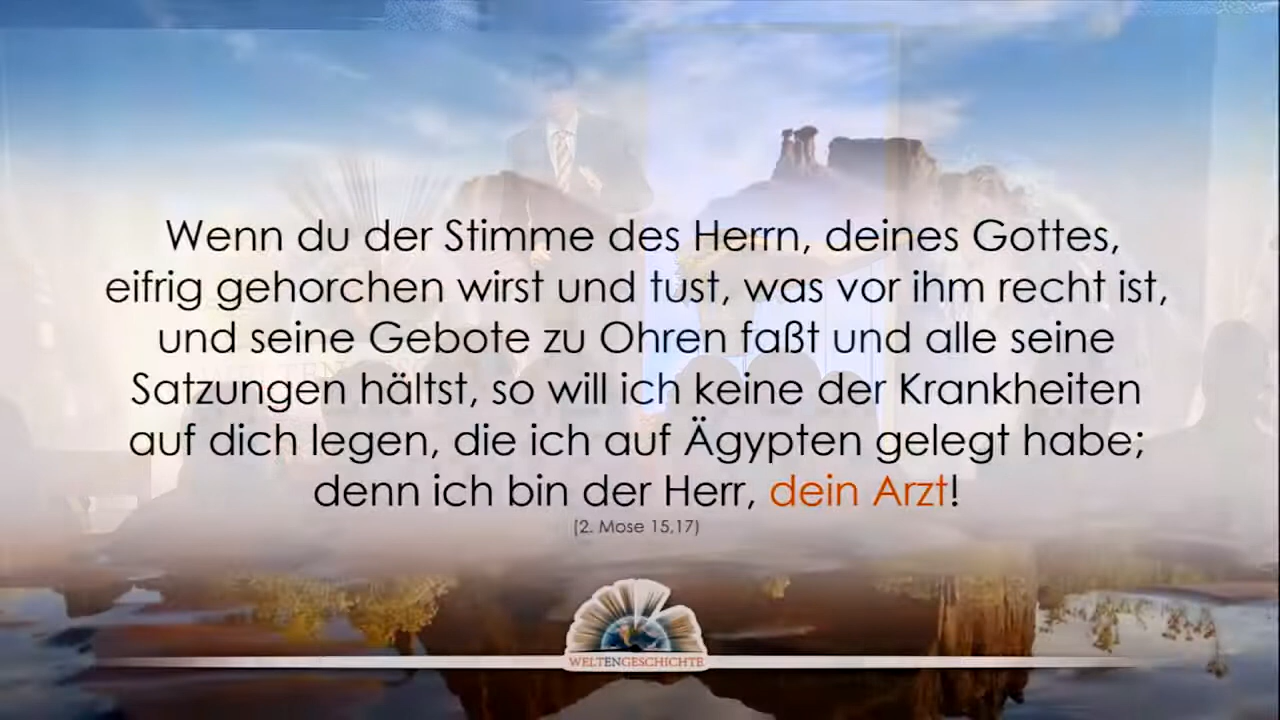 Wenn du der Stimme des Herrn, deines Gottes,
eifrig gehorchen wirst und tust, was vor ihm recht ist,
und seine Gebote zu Ohren faßt und alle seine
Satzungen hältst, so will ich keine der Krankheiten
auf dich legen, die ich auf Ägypten gelegt habe;
denn ich bin der Herr, dein Arzt!
(2. Mose 15,17)
WELTENGESCHICHTE